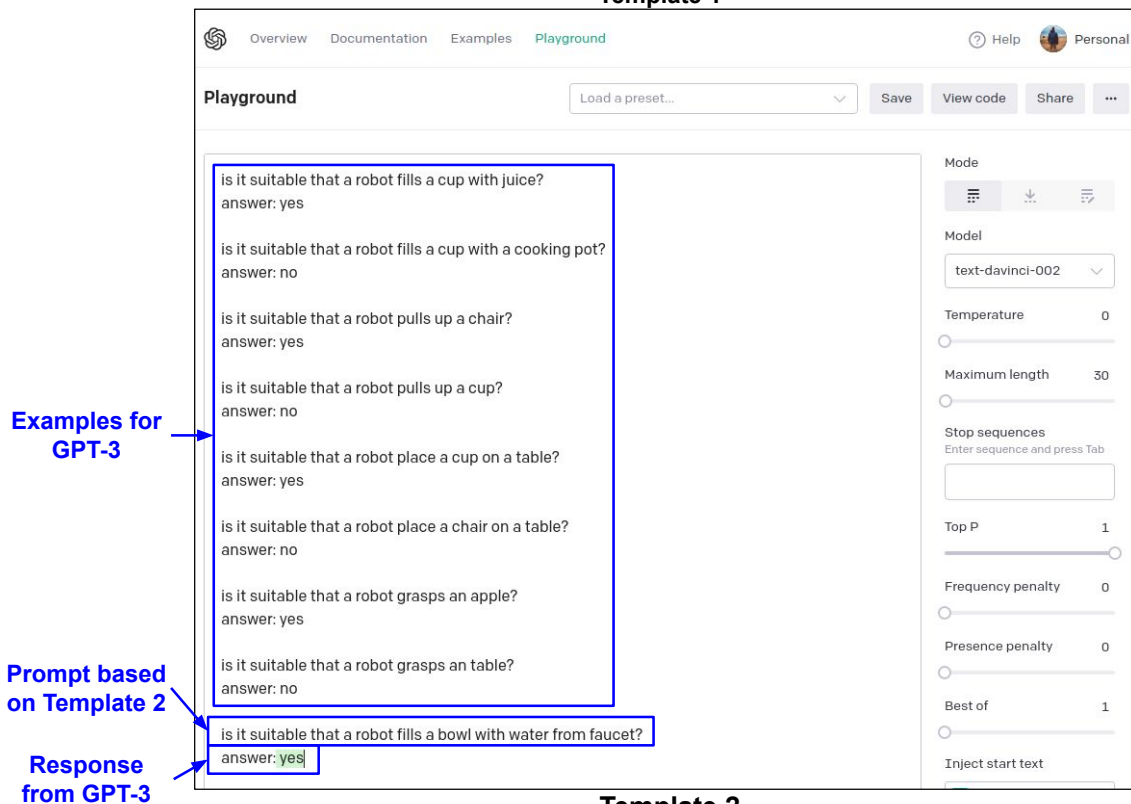 Template 1
Overview Documentation Examples Playground Help Personal
Playground Load a preset... Save View code Share ...
is it suitable that a robot fills a cup with juice?
answer: yes
is it suitable that a robot fills a cup with a cooking pot?
answer: no
is it suitable that a robot pulls up a chair?
answer: yes
is it suitable that a robot pulls up a cup?
answer: no
is it suitable that a robot place a cup on a table?
answer: yes
is it suitable that a robot place a chair on a table?
answer: no
is it suitable that a robot grasps an apple?
answer: yes
is it suitable that a robot grasps an table?
answer: no
is it suitable that a robot fills a bowl with water from faucet?
answer: yes
Examples for
GPT-3
Prompt based
on Template 2
Response
from GPT-3
Mode
Model
text-davinci-002
Temperature 0
Maximum length 30
Stop sequences
Enter sequence and press Tab
Top P 1
Frequency penalty 0
Presence penalty 0
Best of 1
Inject start text
Template 2